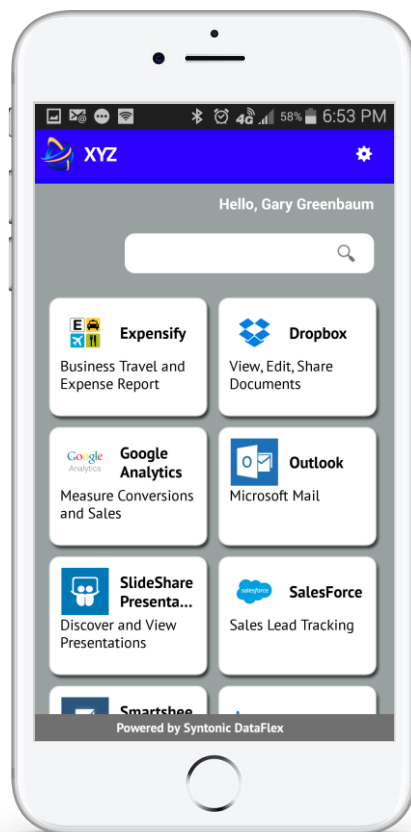 4G 58% 6:53 PM
XYZ
Hello, Gary Greenbaum
Expensify
Business Travel and
Expense Report
Dropbox
View, Edit, Share
Documents
Google Analytics
Google
Analytics
Measure Conversions
and Sales
Outlook
Microsoft Mail
SlideShare
Presenta...
Discover and View
Presentations
salesforce
SalesForce
Sales Lead Tracking
Smartshee
Powered by Syntonic DataFlex